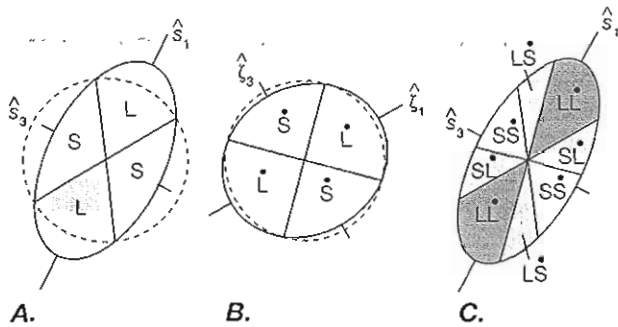 Ŝ₁
Ŝ₃
L
S
S
L
A.
ζ̂₃
ζ̂₁
Ṡ
L̇
L̇
Ṡ
B.
Ŝ₁
LṠ
LL̇
Ŝ₃
SṠ
SL̇
SL̇
SṠ
LL̇
LṠ
C.